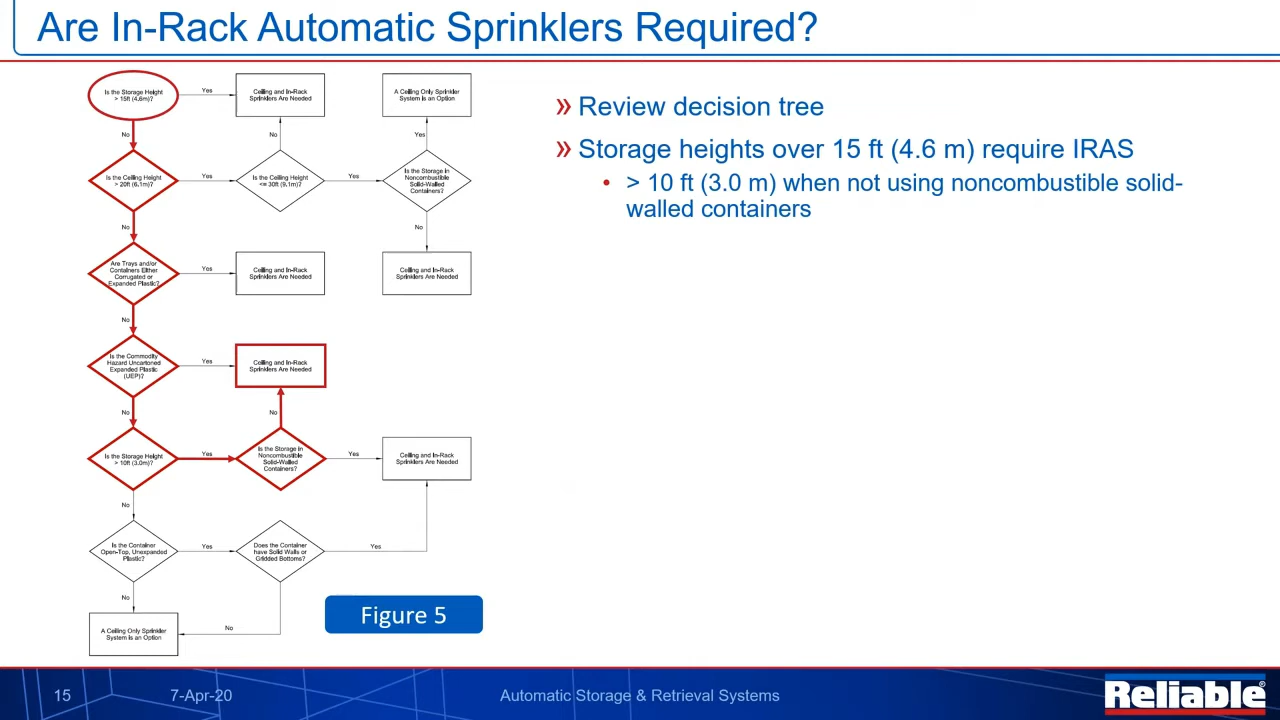 Are In-Rack Automatic Sprinklers Required?
Is the Storage Height
> 15ft (4.6m)?
Yes
Ceiling and In-Rack
Sprinklers Are Needed
A Ceiling Only Sprinkler
System is an Option
No
No
Yes
Is the Ceiling Height
> 20ft (6.1m)?
Yes
Is the Ceiling Height
<= 30ft (9.1m)?
Yes
Is the Storage in
Noncombustible
Solid-Walled
Containers?
No
No
Are Trays and/or
Containers Either
Corrugated or
Expanded Plastic?
Yes
Ceiling and In-Rack
Sprinklers Are Needed
Ceiling and In-Rack
Sprinklers Are Needed
No
Is the Commodity
Hazard Uncartoned
Expanded Plastic
(UEP)?
Yes
Ceiling and In-Rack
Sprinklers Are Needed
No
No
Is the Storage Height
> 10ft (3.0m)?
Yes
Is the Storage in
Noncombustible
Solid-Walled
Containers?
Yes
Ceiling and In-Rack
Sprinklers Are Needed
No
Is the Container
Open-Top, Unexpanded
Plastic?
Yes
Does the Container
have Solid Walls or
Gridded Bottoms?
Yes
No
No
A Ceiling Only Sprinkler
System is an Option
Figure 5
» Review decision tree
» Storage heights over 15 ft (4.6 m) require IRAS
• > 10 ft (3.0 m) when not using noncombustible solid-
walled containers
15
7-Apr-20
Automatic Storage & Retrieval Systems
Reliable®